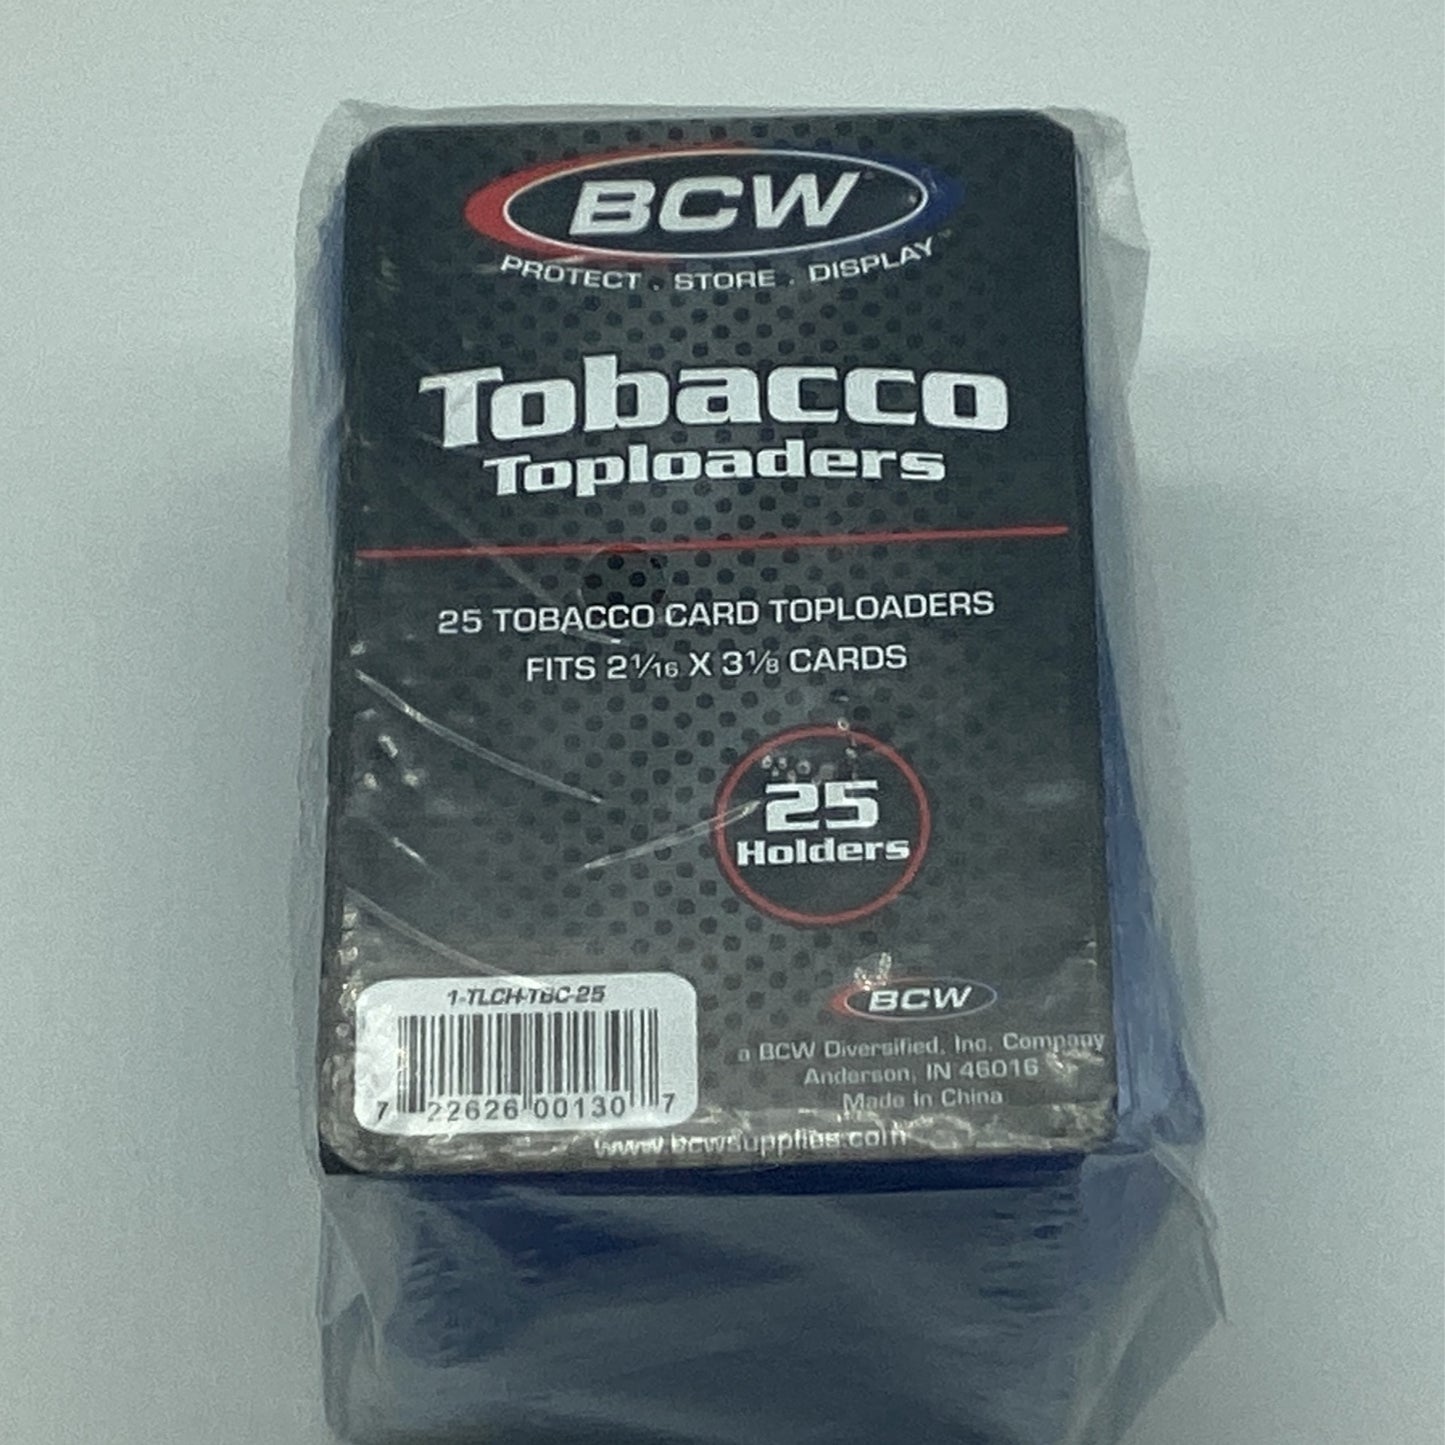 BCW
PROTECT . STORE . DISPLAY™
Tobacco
Toploaders
25 TOBACCO CARD TOPLOADERS
FITS 2 1/16 X 3 1/8 CARDS
25
Holders
1-TLCH-TBC-25
7 22626 00130 7
BCW
a BCW Diversified, Inc. Company
Anderson, IN 46016
Made in China
www.bcwsupplies.com